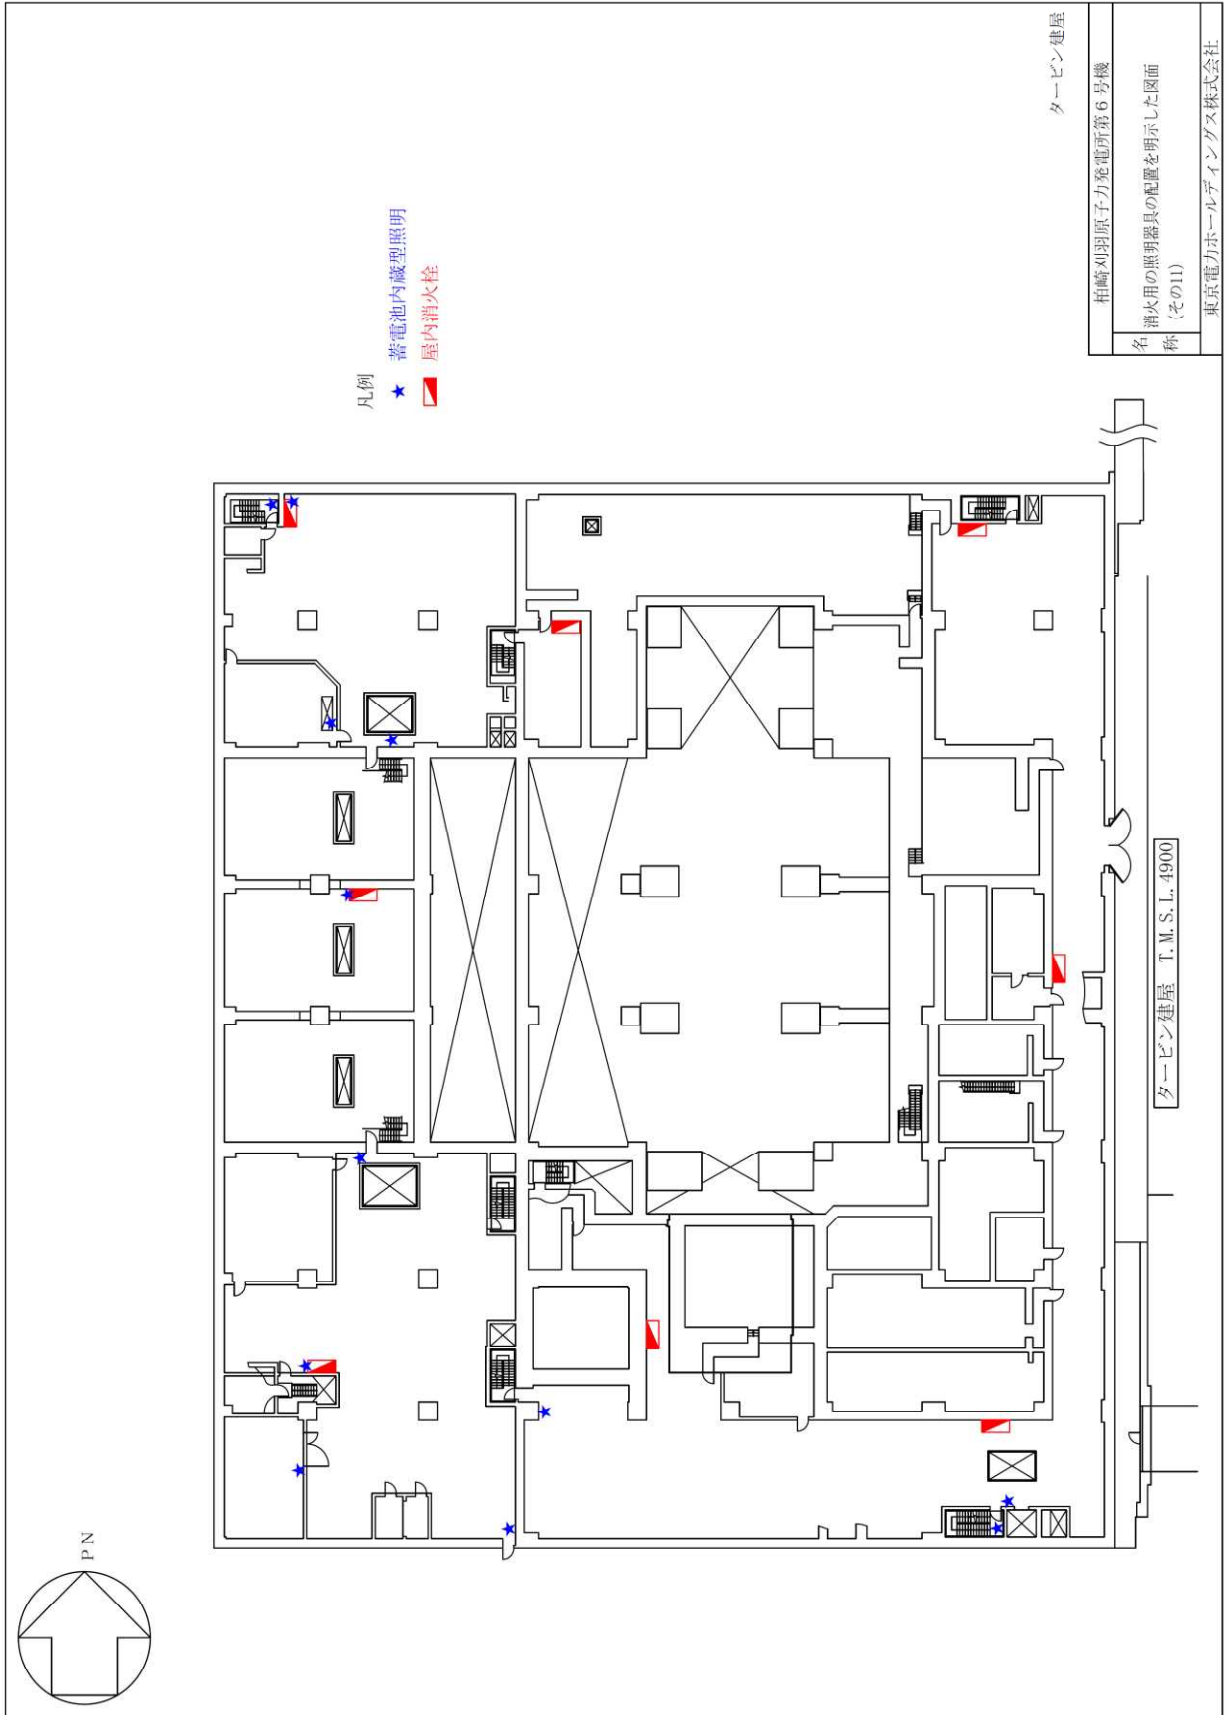 PN
凡例
★ 蓄電池内蔵型照明
屋内消火栓
タービン建屋 T.M.S.L.4900
タービン建屋
柏崎刈羽原子力発電所第6号機
名称
消火用の照明器具の配置を明示した図面
(その11)
東京電力ホールディングス株式会社